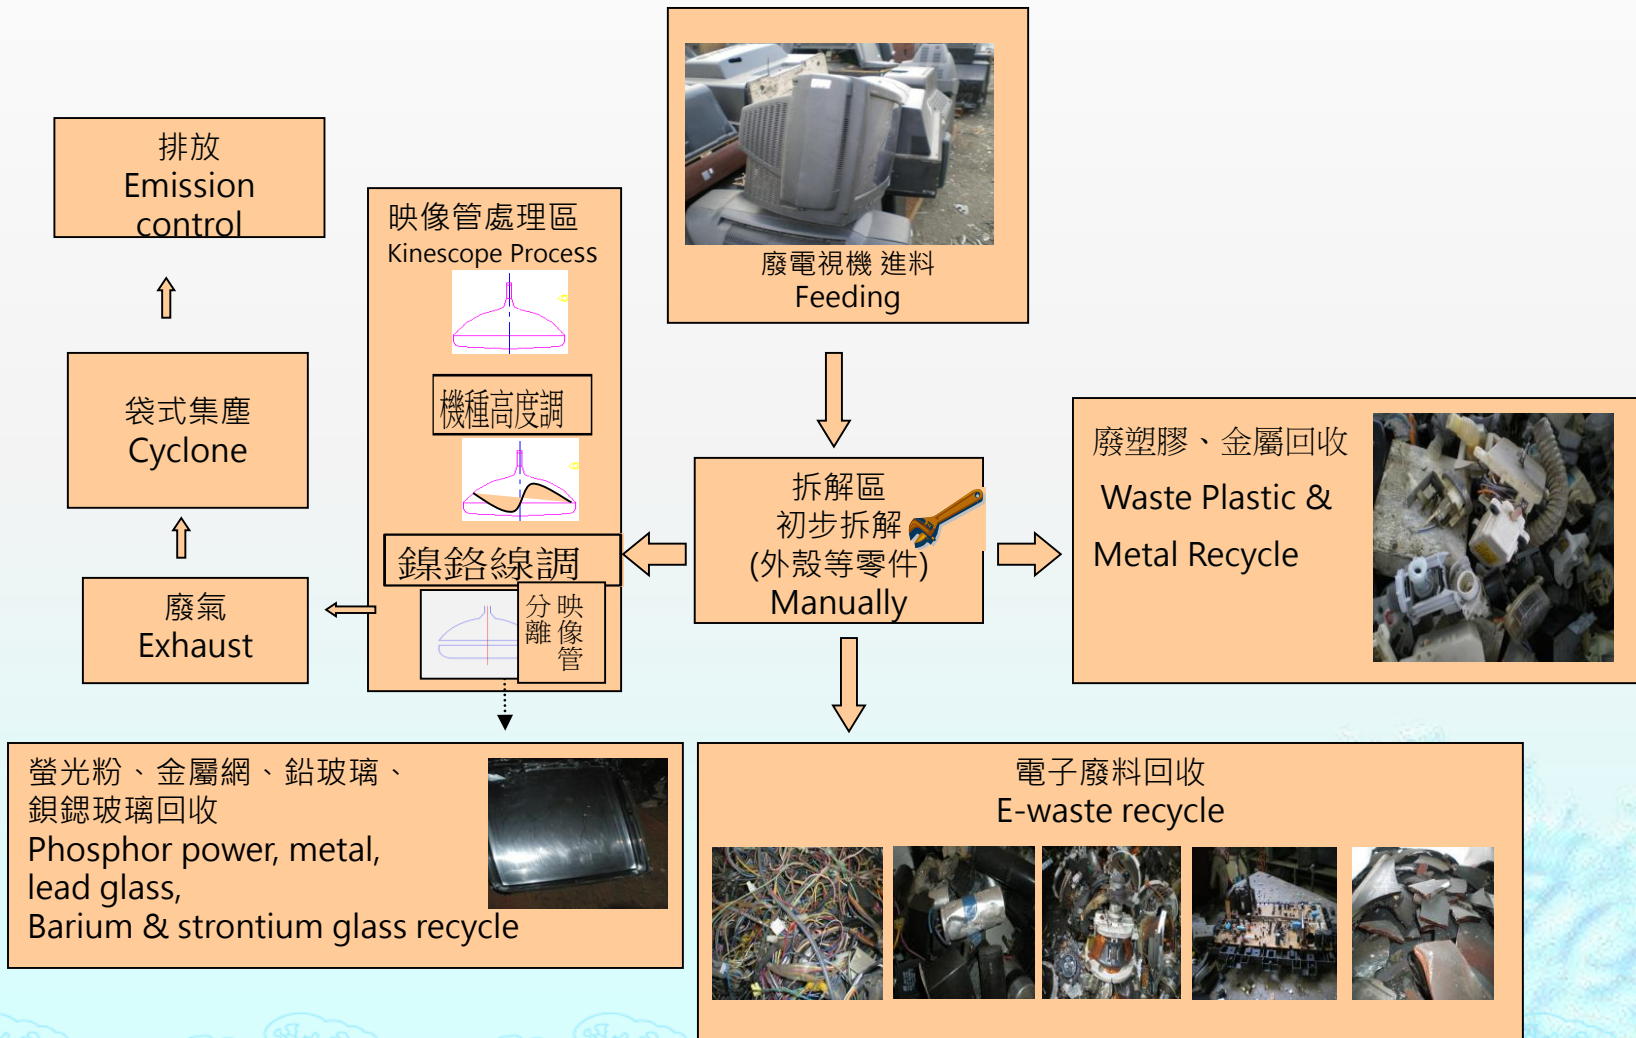 廢電視機 進料
Feeding
排放
Emission
control
映像管處理區
Kinescope Process
機種高度調
鎳鉻線調
映像管
分離
袋式集塵
Cyclone
廢氣
Exhaust
拆解區
初步拆解
(外殼等零件)
Manually
廢塑膠、金屬回收
Waste Plastic &
Metal Recycle
螢光粉、金屬網、鉛玻璃、
鋇鍶玻璃回收
Phosphor power, metal,
lead glass,
Barium & strontium glass recycle
電子廢料回收
E-waste recycle